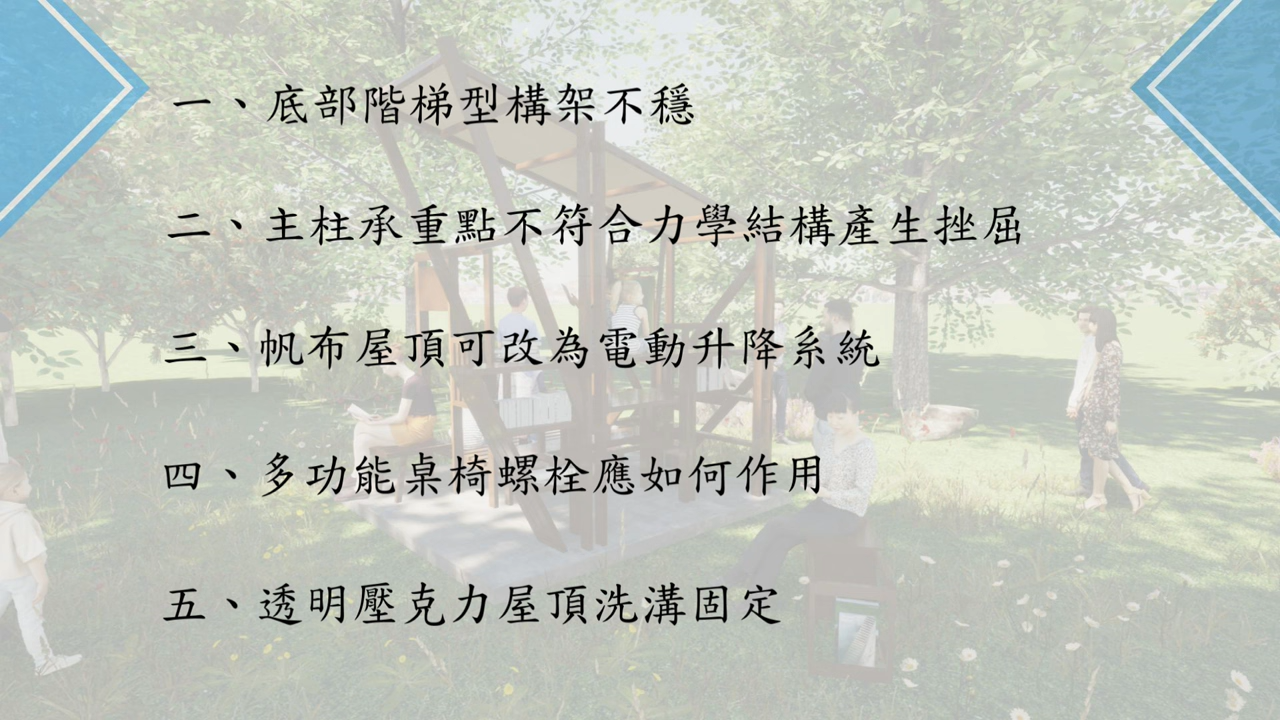 一、底部階梯型構架不穩
二、主柱承重點不符合力學結構產生挫屈
三、帆布屋頂可改為電動升降系統
四、多功能桌椅螺栓應如何作用
五、透明壓克力屋頂洗溝固定